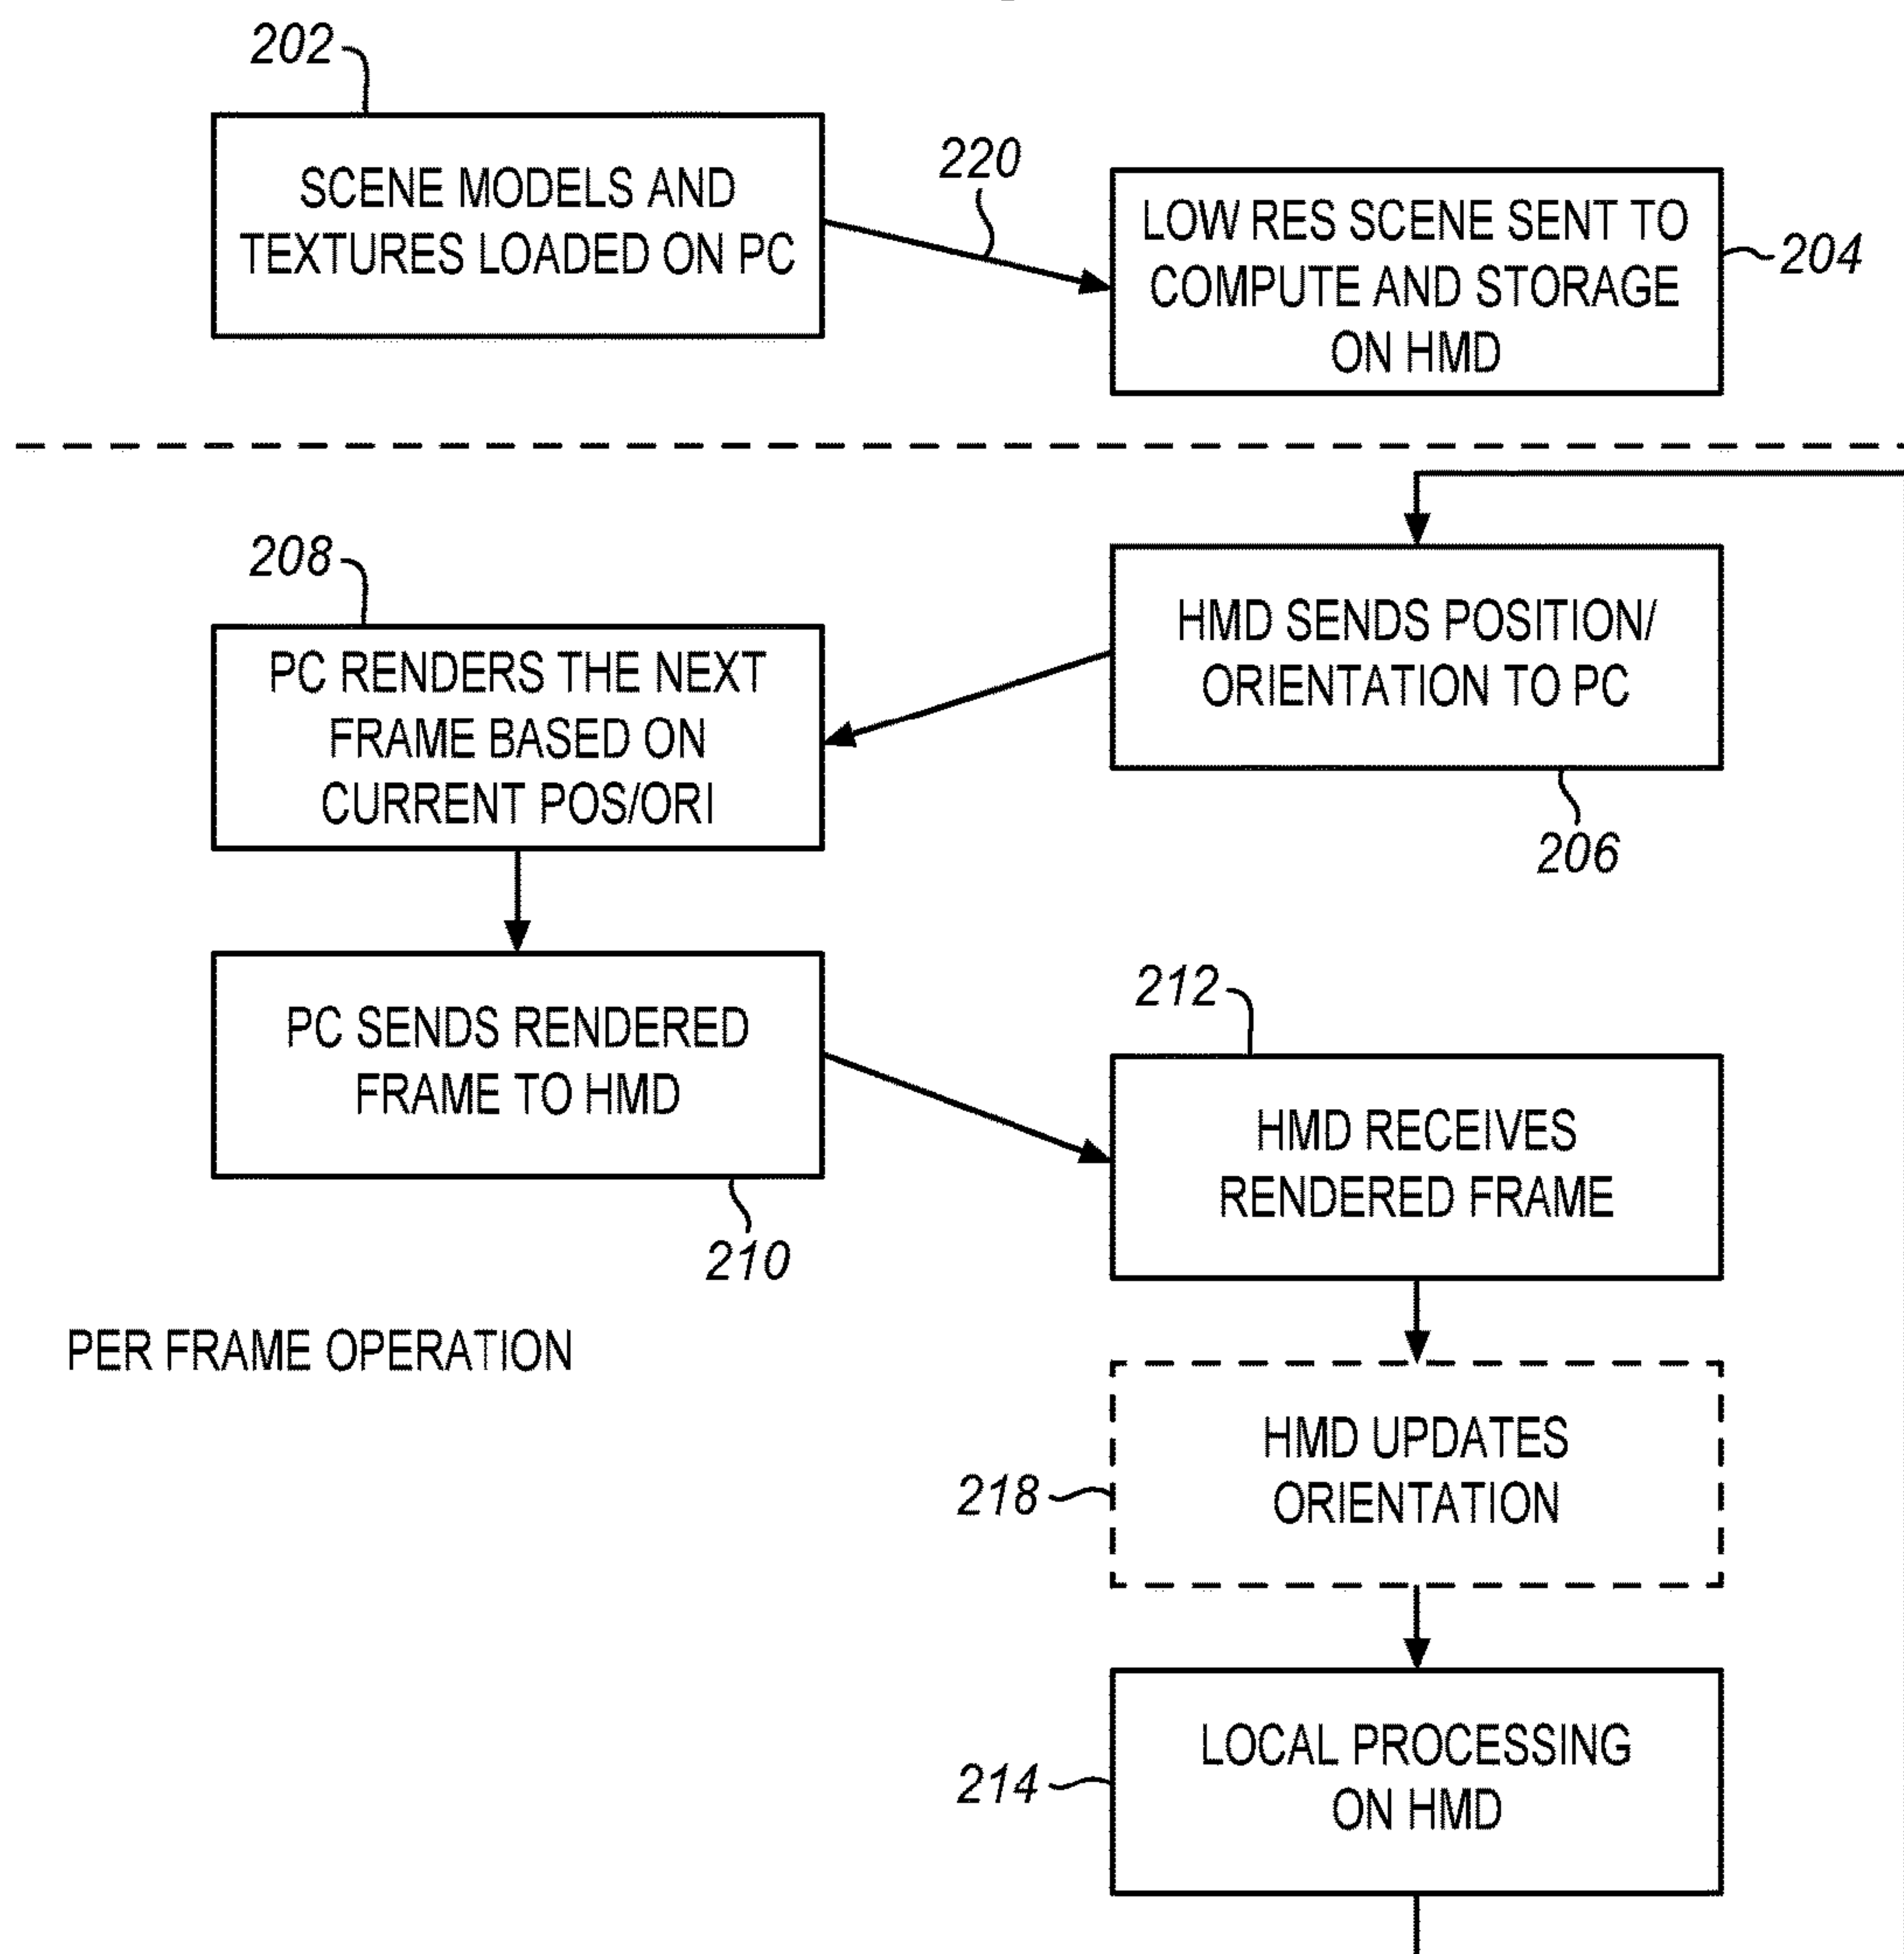 202
SCENE MODELS AND
TEXTURES LOADED ON PC
220
LOW RES SCENE SENT TO
COMPUTE AND STORAGE
ON HMD
204
HMD SENDS POSITION/
ORIENTATION TO PC
206
208
PC RENDERS THE NEXT
FRAME BASED ON
CURRENT POS/ORI
PC SENDS RENDERED
FRAME TO HMD
210
212
HMD RECEIVES
RENDERED FRAME
PER FRAME OPERATION
HMD UPDATES
ORIENTATION
218
LOCAL PROCESSING
ON HMD
214